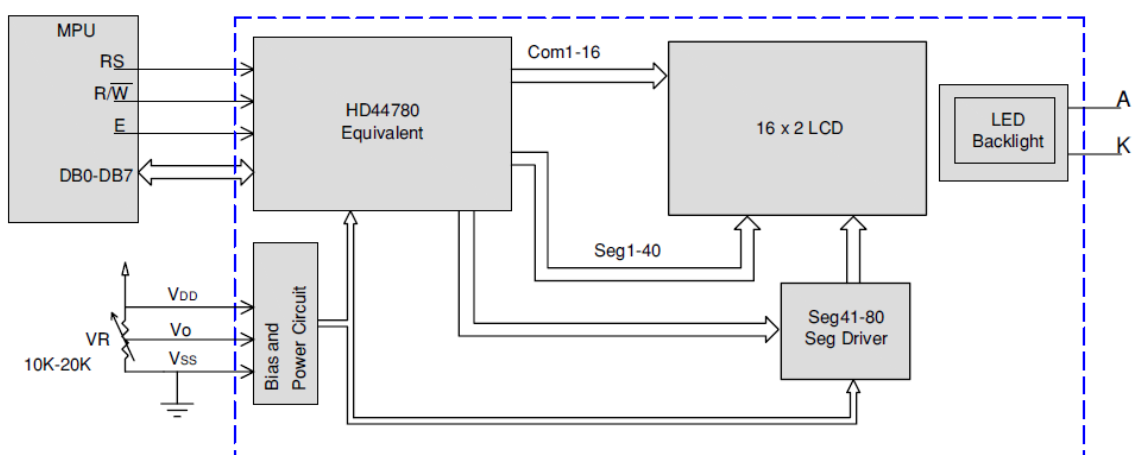 MPU
RS
R/W̅
E
DB0-DB7
HD44780
Equivalent
Com1-16
16 x 2 LCD
LED
Backlight
A
K
Seg1-40
VDD
Vo
VSS
VR
10K-20K
Bias and
Power Circuit
Seg41-80
Seg Driver